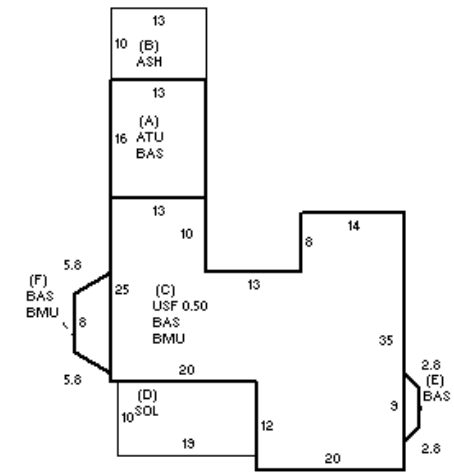 13
10 (B)
ASH
13
(A)
16 ATU
BAS
13
10
14
8
5.8
(F)
BAS
BMU
8
25
(C)
USF 0.50
BAS
BMU
13
35
5.8
20
2.8
(E)
BAS
9
(D)
10 SOL
12
19
20
2.8